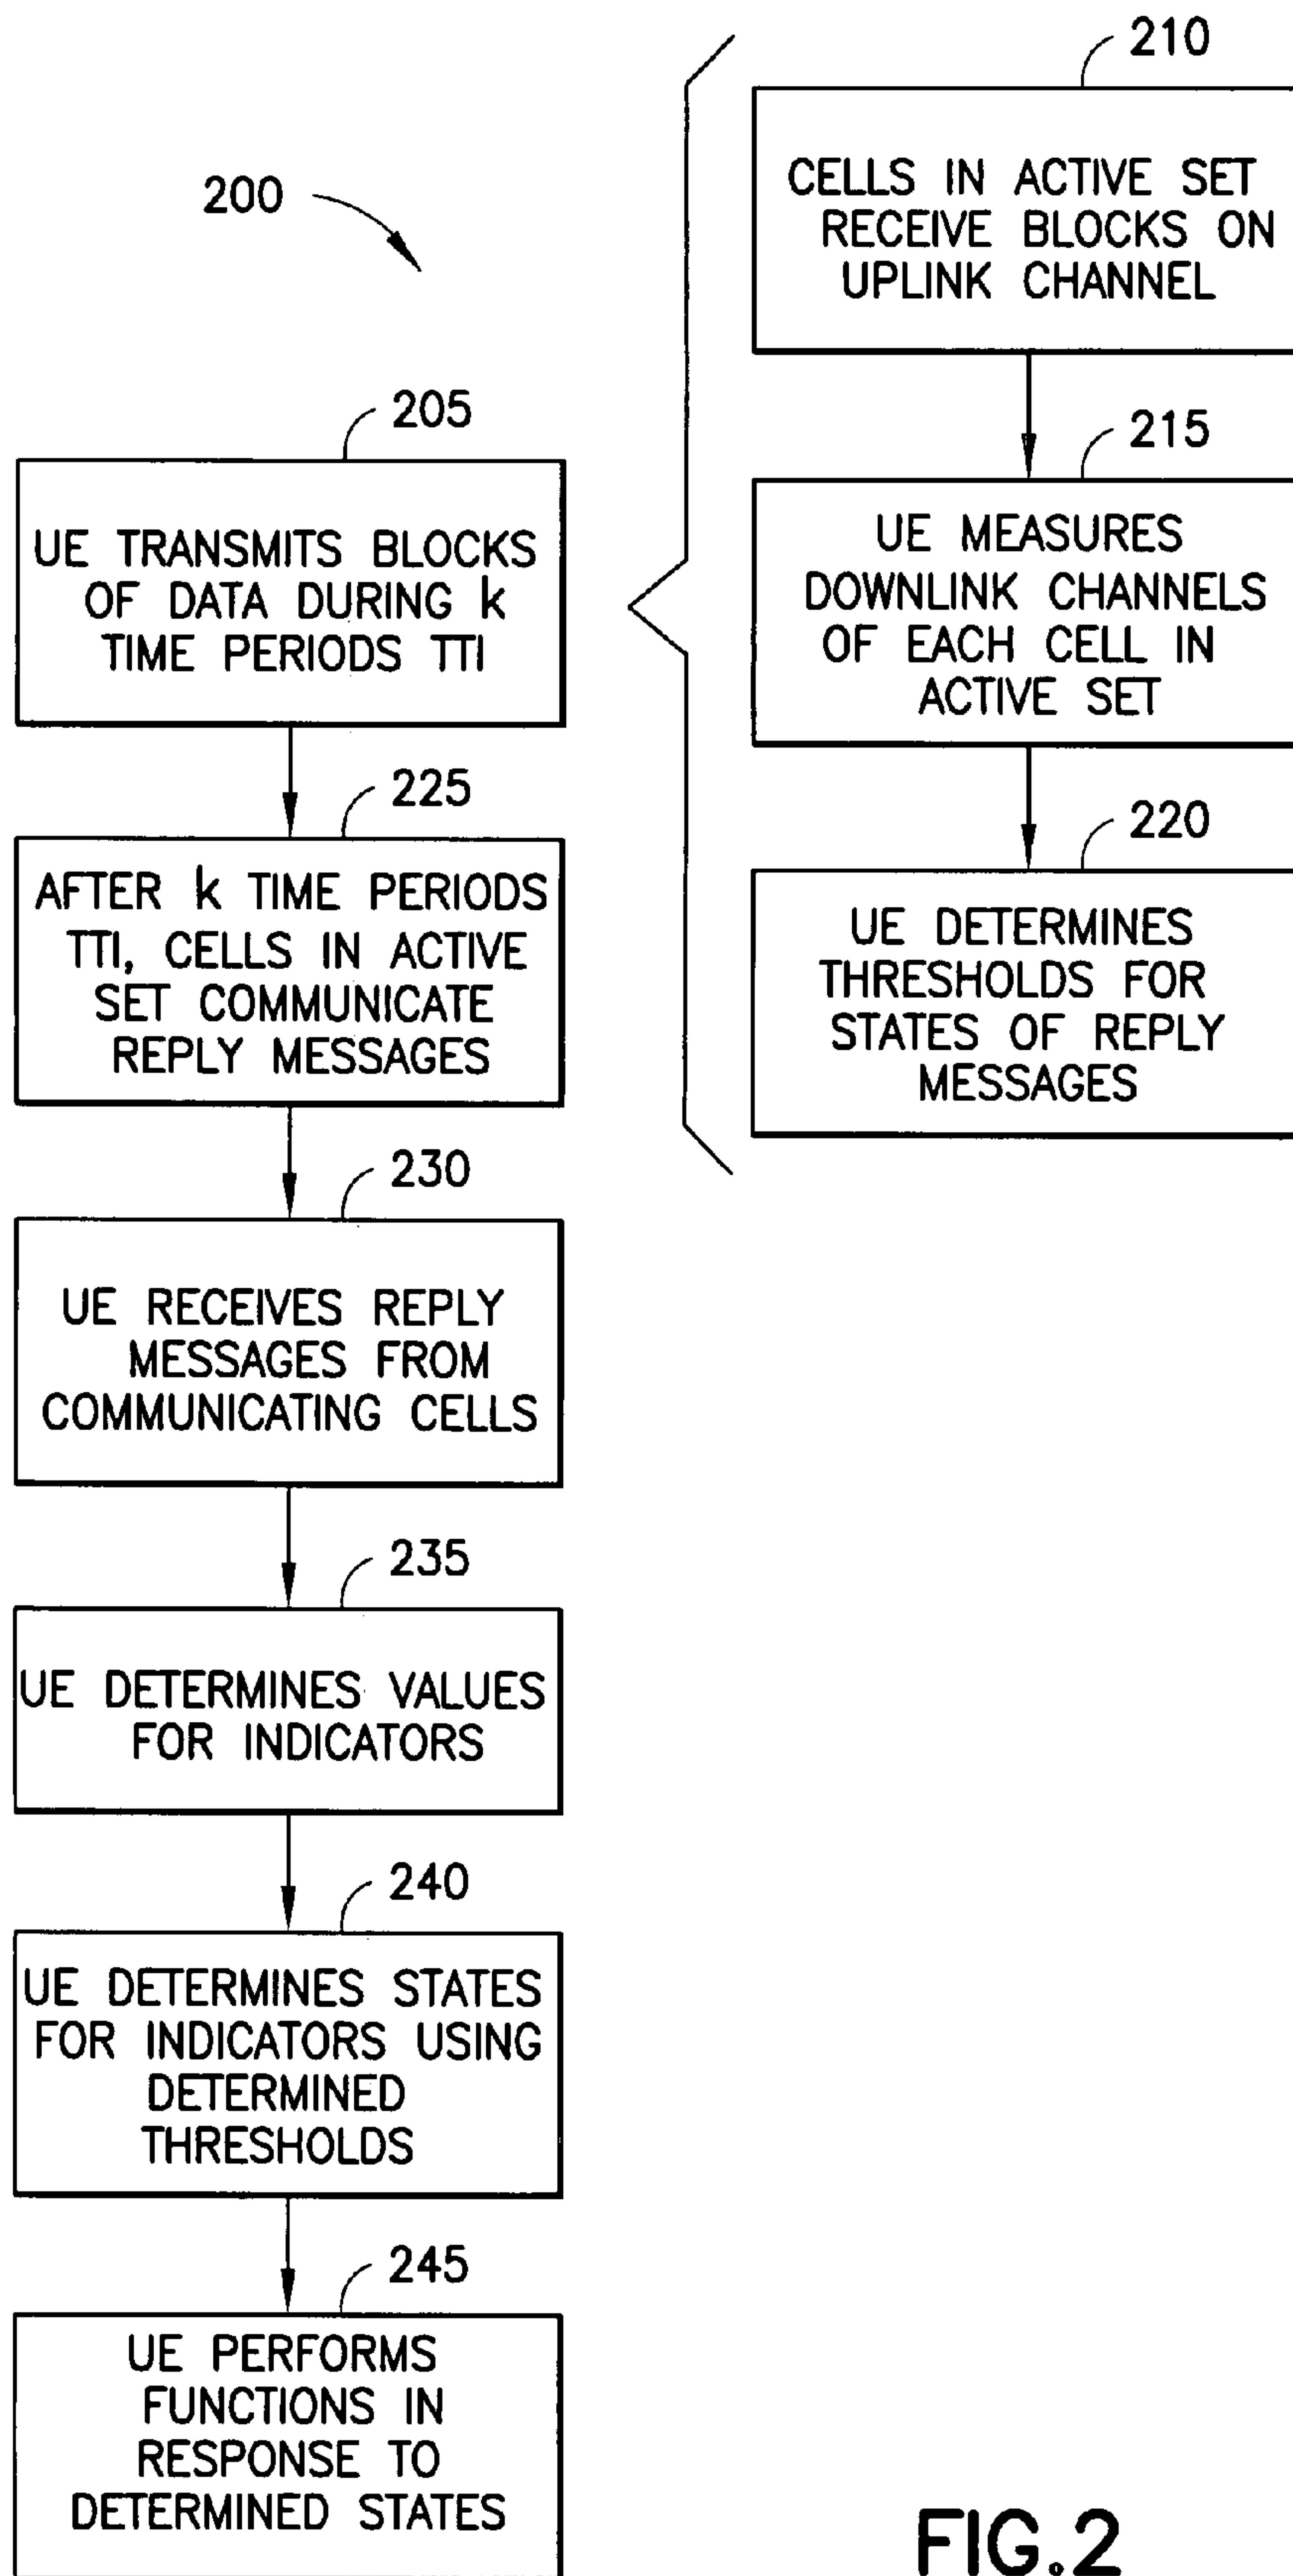 200
205
UE TRANSMITS BLOCKS
OF DATA DURING k
TIME PERIODS TTI
210
CELLS IN ACTIVE SET
RECEIVE BLOCKS ON
UPLINK CHANNEL
215
UE MEASURES
DOWNLINK CHANNELS
OF EACH CELL IN
ACTIVE SET
220
UE DETERMINES
THRESHOLDS FOR
STATES OF REPLY
MESSAGES
225
AFTER k TIME PERIODS
TTI, CELLS IN ACTIVE
SET COMMUNICATE
REPLY MESSAGES
230
UE RECEIVES REPLY
MESSAGES FROM
COMMUNICATING CELLS
235
UE DETERMINES VALUES
FOR INDICATORS
240
UE DETERMINES STATES
FOR INDICATORS USING
DETERMINED
THRESHOLDS
245
UE PERFORMS
FUNCTIONS IN
RESPONSE TO
DETERMINED STATES
FIG.2